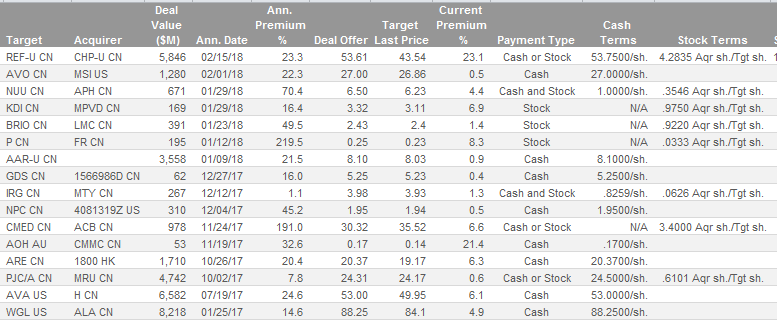 Target Acquirer Deal Value ($M) Ann. Date Ann. Premium % Deal Offer Target Last Price Current Premium % Payment Type Cash Terms Stock Terms
REF-U CN CHP-U CN 5,846 02/15/18 23.3 53.61 43.54 23.1 Cash or Stock 53.7500/sh. 4.2835 Aqr sh./Tgt sh.
AVO CN MSI US 1,280 02/01/18 22.3 27.00 26.86 0.5 Cash 27.0000/sh.
NUU CN APH CN 671 01/29/18 70.4 6.50 6.23 4.4 Cash and Stock 1.0000/sh. .3546 Aqr sh./Tgt sh.
KDI CN MPVD CN 169 01/29/18 16.4 3.32 3.11 6.9 Stock N/A .9750 Aqr sh./Tgt sh.
BRIO CN LMC CN 391 01/23/18 49.5 2.43 2.4 1.4 Stock N/A .9220 Aqr sh./Tgt sh.
P CN FR CN 195 01/12/18 219.5 0.25 0.23 8.3 Stock N/A .0333 Aqr sh./Tgt sh.
AAR-U CN 3,558 01/09/18 21.5 8.10 8.03 0.9 Cash 8.1000/sh.
GDS CN 1566986D CN 62 12/27/17 16.0 5.25 5.23 0.4 Cash 5.2500/sh.
IRG CN MTY CN 267 12/12/17 1.1 3.98 3.93 1.3 Cash and Stock .8259/sh. .0626 Aqr sh./Tgt sh.
NPC CN 4081319Z US 310 12/04/17 45.2 1.95 1.94 0.5 Cash 1.9500/sh.
CMED CN ACB CN 978 11/24/17 191.0 30.32 35.52 6.6 Cash or Stock N/A 3.4000 Aqr sh./Tgt sh.
AOH AU CMMC CN 53 11/19/17 32.6 0.17 0.14 21.4 Cash .1700/sh.
ARE CN 1800 HK 1,710 10/26/17 20.4 20.37 19.17 6.3 Cash 20.3700/sh.
PJC/A CN MRU CN 4,742 10/02/17 7.8 24.31 24.17 0.6 Cash or Stock 24.5000/sh. .6101 Aqr sh./Tgt sh.
AVA US H CN 6,582 07/19/17 24.6 53.00 49.95 6.1 Cash 53.0000/sh.
WGL US ALA CN 8,218 01/25/17 14.6 88.25 84.1 4.9 Cash 88.2500/sh.